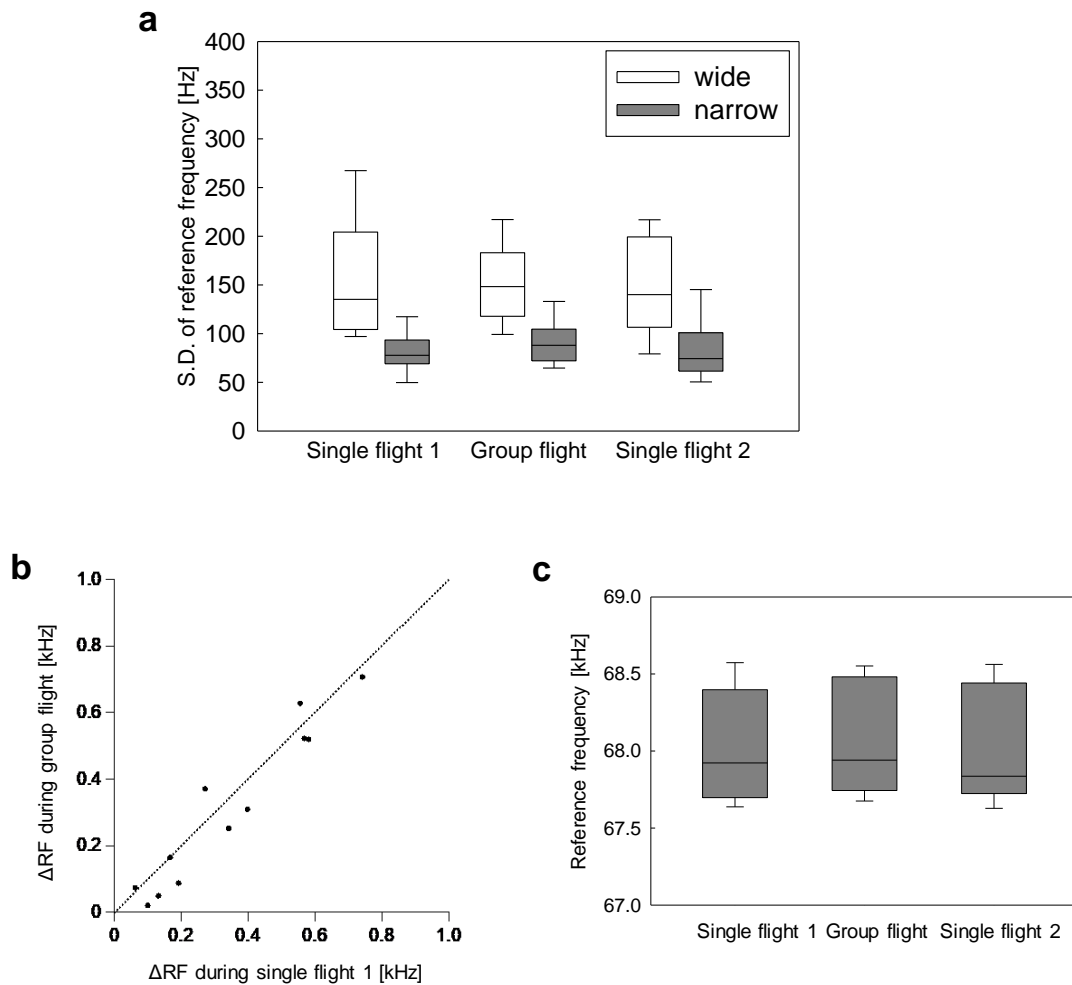 a
S.D. of reference frequency [Hz]
400
350
300
250
200
150
100
50
0
wide
narrow
Single flight 1
Group flight
Single flight 2
b
ΔRF during group flight [kHz]
1.0
0.8
0.6
0.4
0.2
0
0
0.2
0.4
0.6
0.8
1.0
ΔRF during single flight 1 [kHz]
c
Reference frequency [kHz]
69.0
68.5
68.0
67.5
67.0
Single flight 1
Group flight
Single flight 2